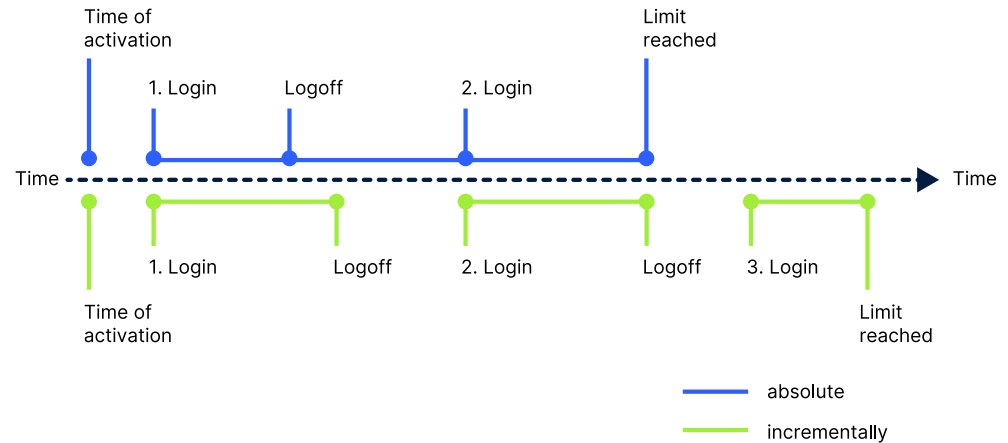 Time of
activation
Limit
reached
1. Login
Logoff
2. Login
Time
Time
1. Login
Logoff
2. Login
Logoff
3. Login
Time of
activation
Limit
reached
absolute
incrementally